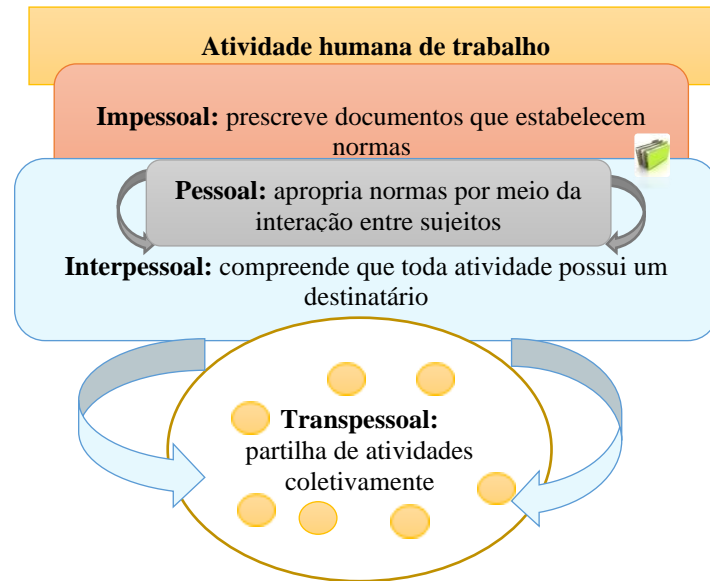 Atividade humana de trabalho
Impessoal: prescreve documentos que estabelecem
normas
Pessoal: apropria normas por meio da
interação entre sujeitos
Interpessoal: compreende que toda atividade possui um
destinatário
Transpessoal:
partilha de atividades
coletivamente